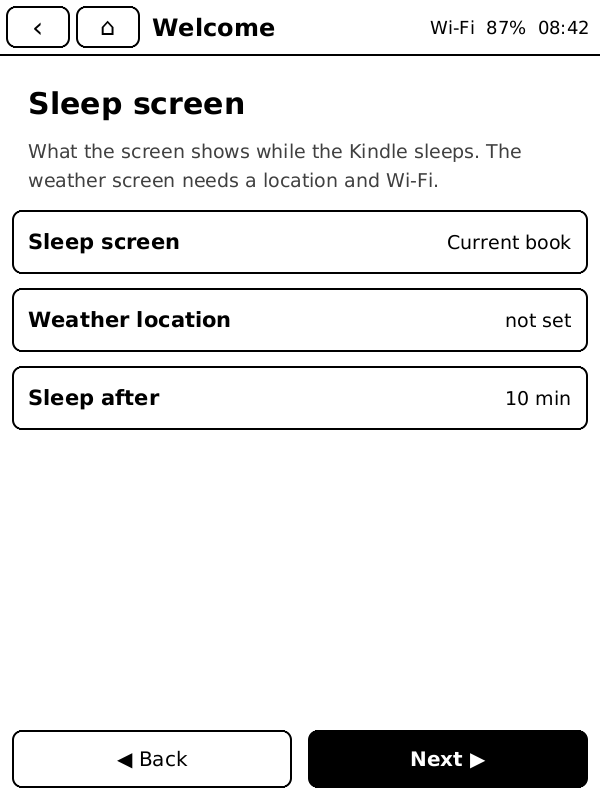 ‹ ⌂ Welcome Wi-Fi 87% 08:42
Sleep screen
What the screen shows while the Kindle sleeps. The
weather screen needs a location and Wi-Fi.
Sleep screen Current book
Weather location not set
Sleep after 10 min
◀ Back Next ▶